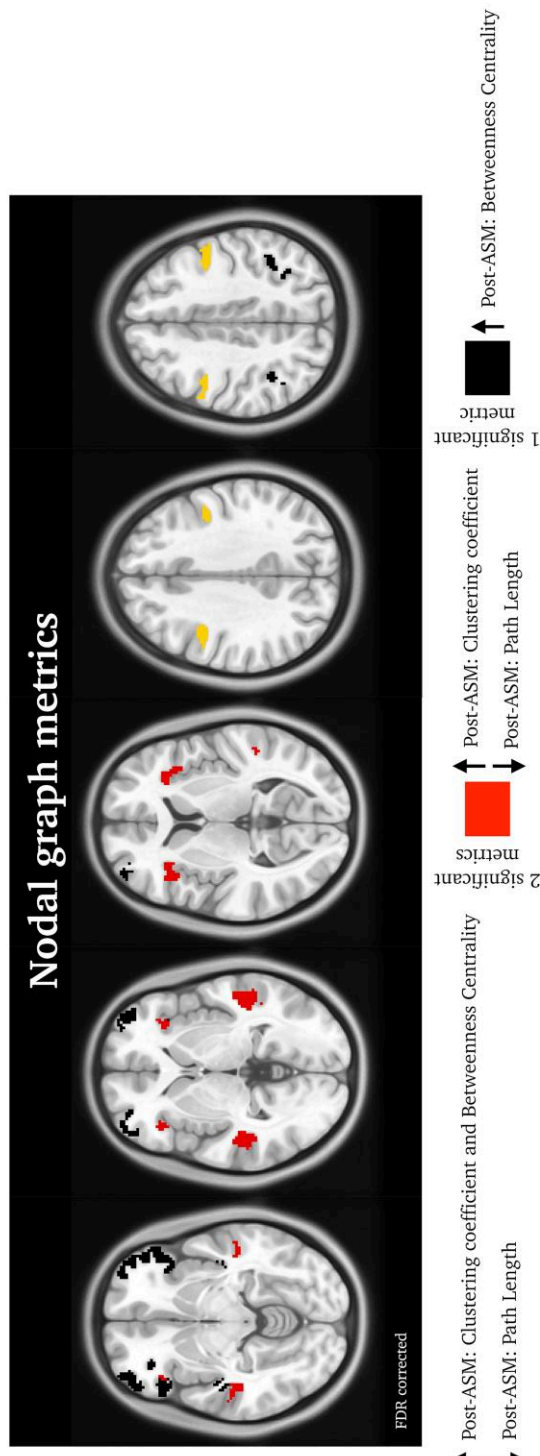 Nodal graph metrics
FDR corrected
Post-ASM: Clustering coefficient and Betweenness Centrality
Post-ASM: Path Length
2 significant
metrics
Post-ASM: Clustering coefficient
Post-ASM: Path Length
1 significant
metric
Post-ASM: Betweenness Centrality